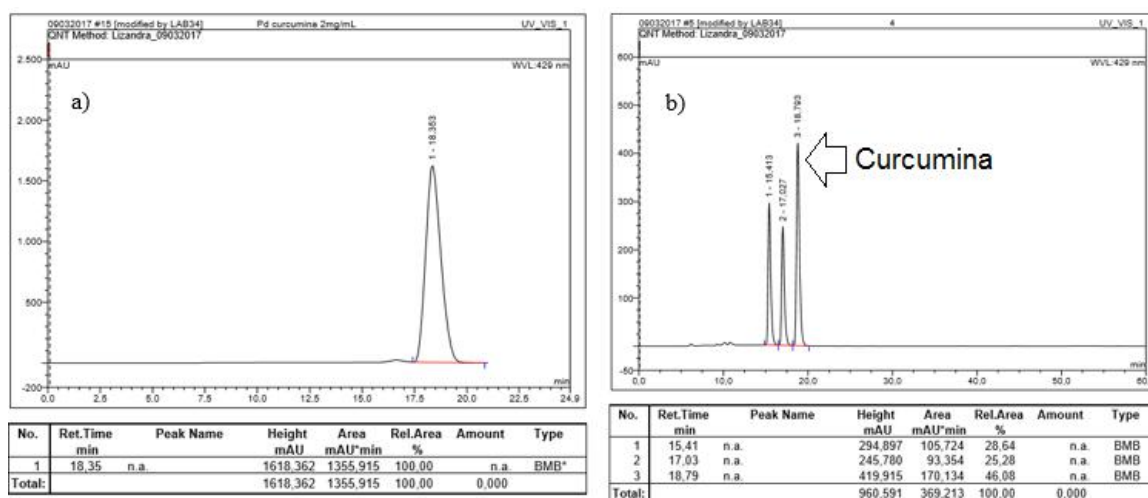 09032017 #15 [modified by LAB34] Pd curcumina 2mg/mL UV_VIS_1
QNT Method: Lizandra_09032017
mAU
WVL:429 nm
a)
1 - 18,353
2.500
2.000
1.500
1.000
500
-200
0,0 2,5 5,0 7,5 10,0 12,5 15,0 17,5 20,0 24,9
min
No. Ret.Time Peak Name Height Area Rel.Area Amount Type
min mAU mAU*min %
1 18,35 n.a. 1618,362 1355,915 100,00 n.a. BMB*
Total: 1618,362 1355,915 100,00 0,000
09032017 #5 [modified by LAB34] 4 UV_VIS_1
QNT Method: Lizandra_09032017
600
mAU
WVL:429 nm
b)
1 - 15,413
2 - 17,027
3 - 18,793
Curcumina
500
400
300
200
100
-50
0,0 10,0 20,0 30,0 40,0 50,0 60,
min
No. Ret.Time Peak Name Height Area Rel.Area Amount Type
min mAU mAU*min %
1 15,41 n.a. 294,897 105,724 28,64 n.a. BMB
2 17,03 n.a. 245,780 93,354 25,28 n.a. BMB
3 18,79 n.a. 419,915 170,134 46,08 n.a. BMB
Total: 960,591 369,213 100,00 0,000